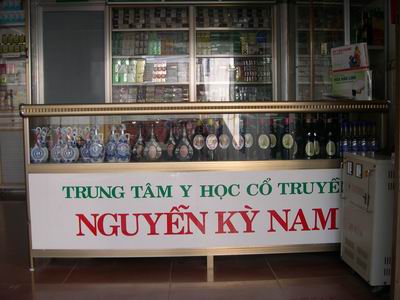 TRUNG TÂM Y HỌC CỔ TRUYỀ
NGUYỄN KỲ NAM